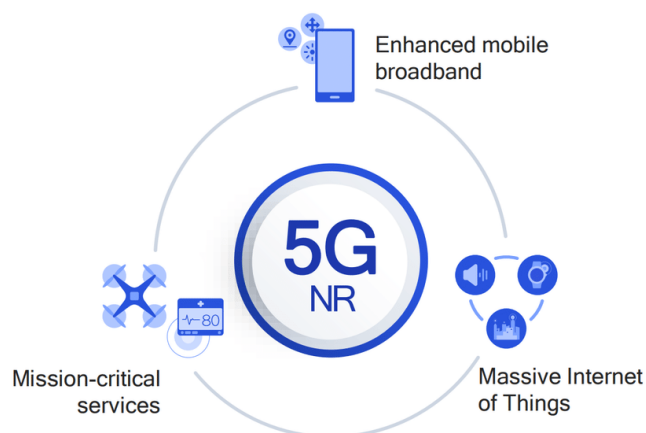 Enhanced mobile
broadband
5G
NR
80
Mission-critical
services
Massive Internet
of Things